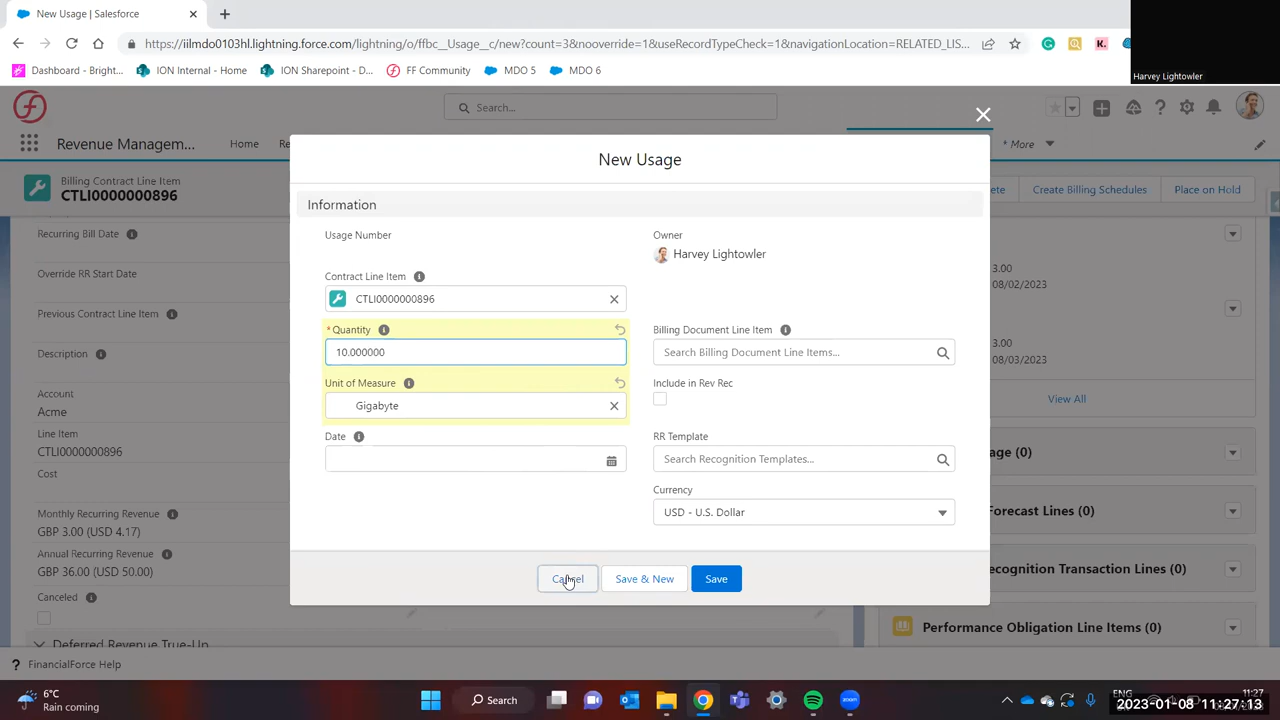 New Usage | Salesforce
https://iilmdo0103hl.lightning.force.com/lightning/o/ffbc__Usage__c/new?count=3&nooverride=1&useRecordTypeCheck=1&navigationLocation=RELATED_LIS...
Harvey Lightowler
Dashboard - Bright...
ION Internal - Home
ION Sharepoint - D...
FF Community
MDO 5
MDO 6
Search...
Revenue Managem...
Home
Re
* More
Billing Contract Line Item
CTLI0000000896
ete
Create Billing Schedules
Place on Hold
Recurring Bill Date
Override RR Start Date
Previous Contract Line Item
Description
Account
Acme
Line Item
CTLI0000000896
Cost
Monthly Recurring Revenue
GBP 3.00 (USD 4.17)
Annual Recurring Revenue
GBP 36.00 (USD 50.00)
Canceled
Deferred Revenue True-Up
New Usage
Information
Usage Number
Owner
Harvey Lightowler
Contract Line Item
CTLI0000000896
*Quantity
10.000000
Billing Document Line Item
Search Billing Document Line Items...
Unit of Measure
Gigabyte
Include in Rev Rec
Date
RR Template
Search Recognition Templates...
Currency
USD - U.S. Dollar
Cancel
Save & New
Save
3.00
08/02/2023
3.00
08/03/2023
View All
age (0)
Forecast Lines (0)
ecognition Transaction Lines (0)
Performance Obligation Line Items (0)
? FinancialForce Help
6°C
Rain coming
Search
ENG
11:27
2023-01-08 11:27:13